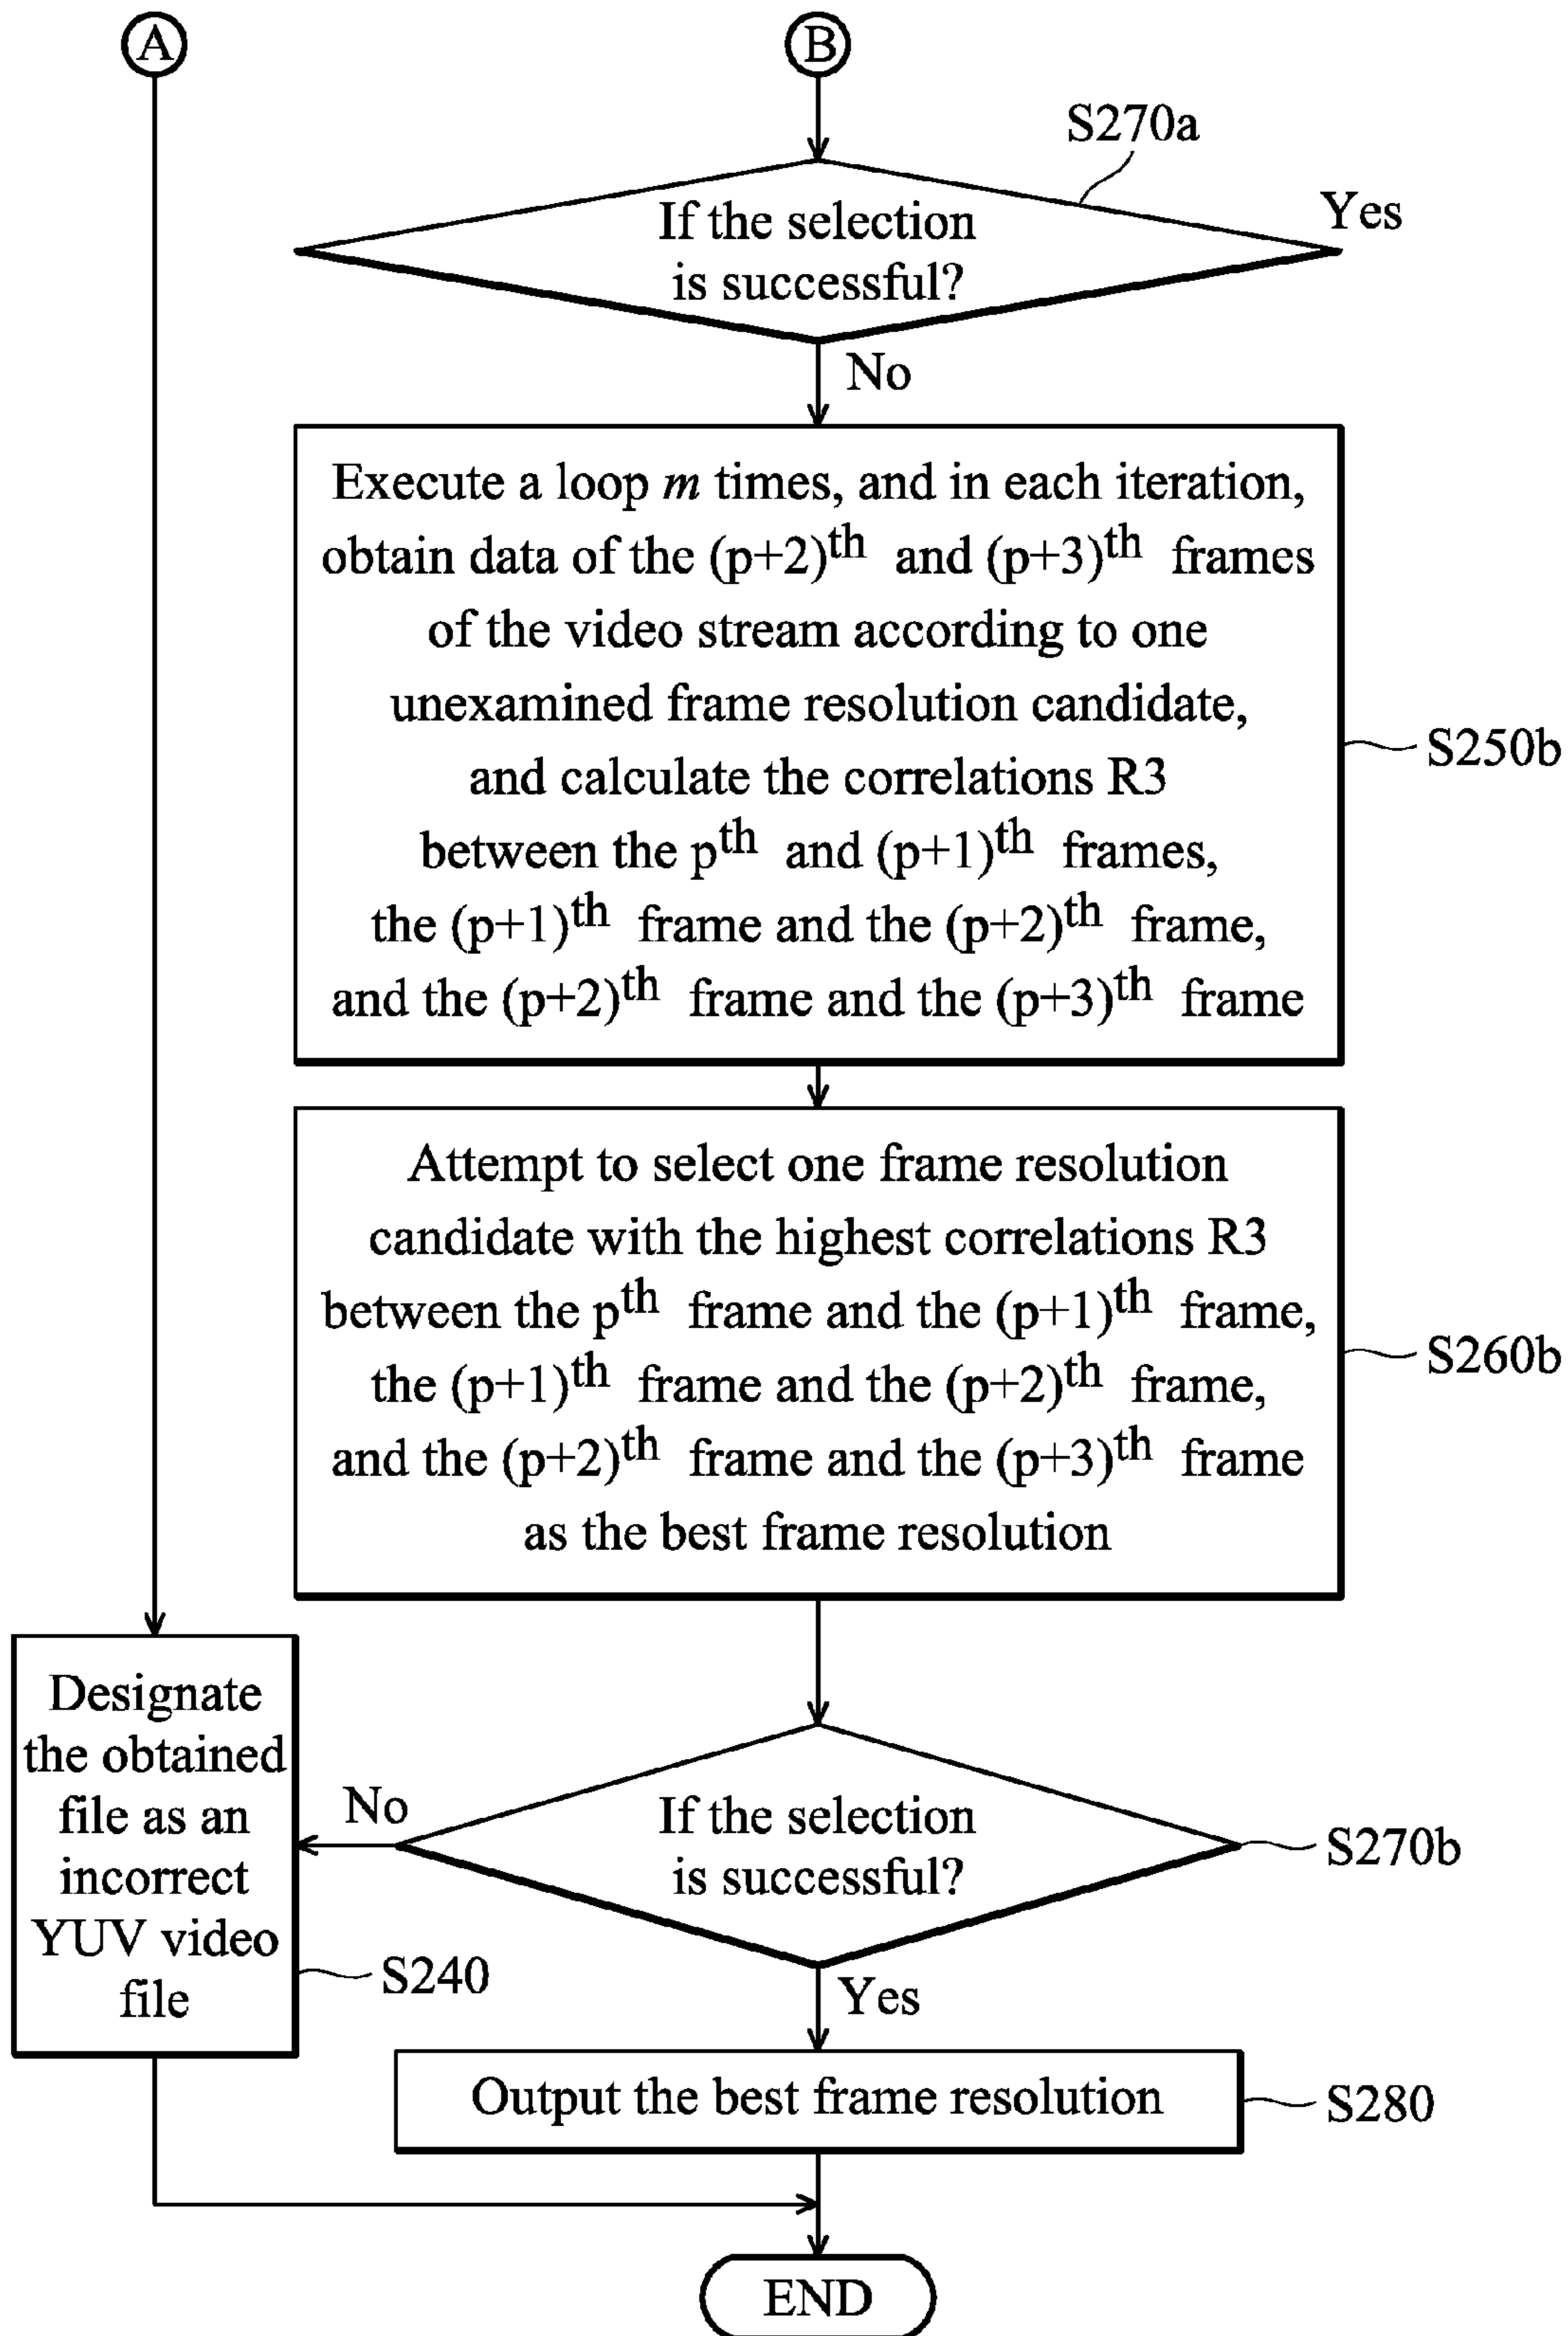 A
B
S270a
If the selection
is successful?
Yes
No
Execute a loop m times, and in each iteration,
obtain data of the (p+2)th and (p+3)th frames
of the video stream according to one
unexamined frame resolution candidate,
and calculate the correlations R3
between the pth and (p+1)th frames,
the (p+1)th frame and the (p+2)th frame,
and the (p+2)th frame and the (p+3)th frame
S250b
Attempt to select one frame resolution
candidate with the highest correlations R3
between the pth frame and the (p+1)th frame,
the (p+1)th frame and the (p+2)th frame,
and the (p+2)th frame and the (p+3)th frame
as the best frame resolution
S260b
Designate
the obtained
file as an
incorrect
YUV video
file
S240
No
If the selection
is successful?
S270b
Yes
Output the best frame resolution
S280
END